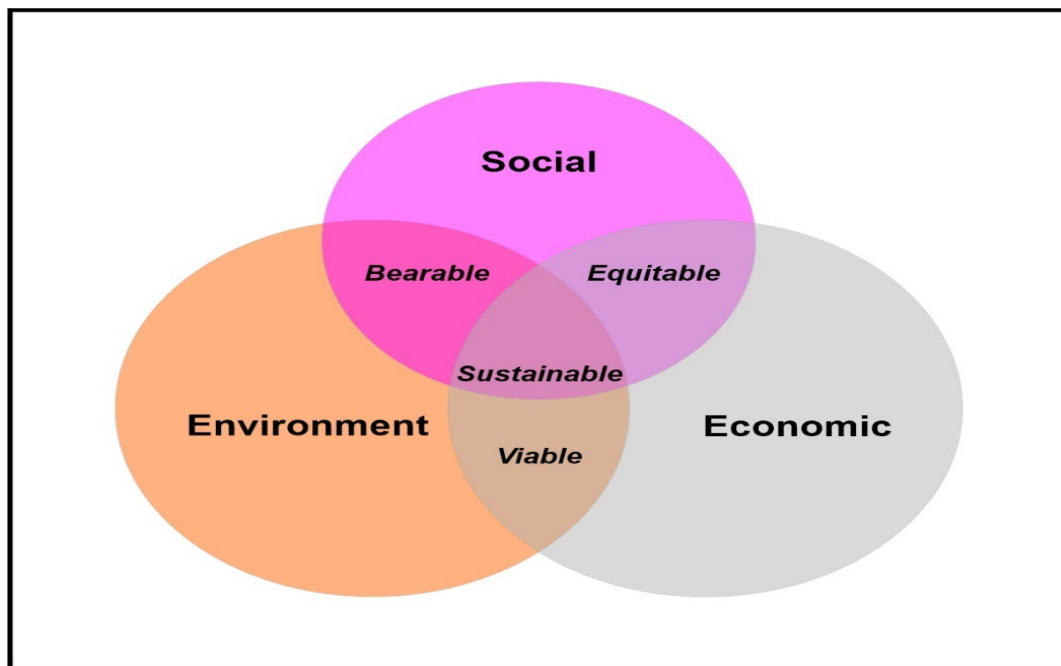 Social
Bearable
Equitable
Sustainable
Environment
Economic
Viable